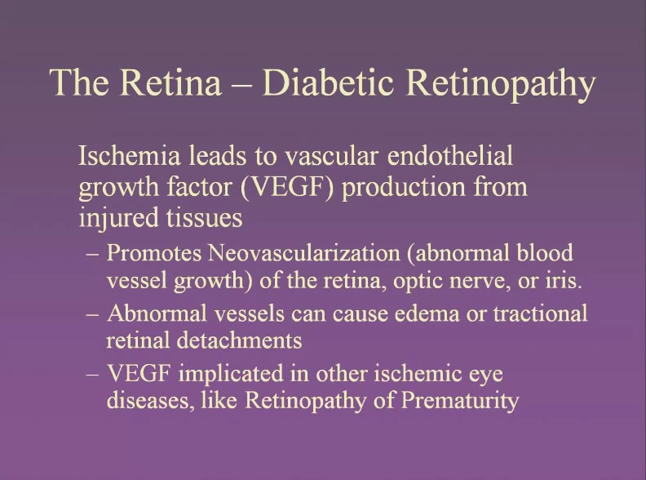 The Retina – Diabetic Retinopathy
Ischemia leads to vascular endothelial
growth factor (VEGF) production from
injured tissues
– Promotes Neovascularization (abnormal blood
vessel growth) of the retina, optic nerve, or iris.
– Abnormal vessels can cause edema or tractional
retinal detachments
– VEGF implicated in other ischemic eye
diseases, like Retinopathy of Prematurity